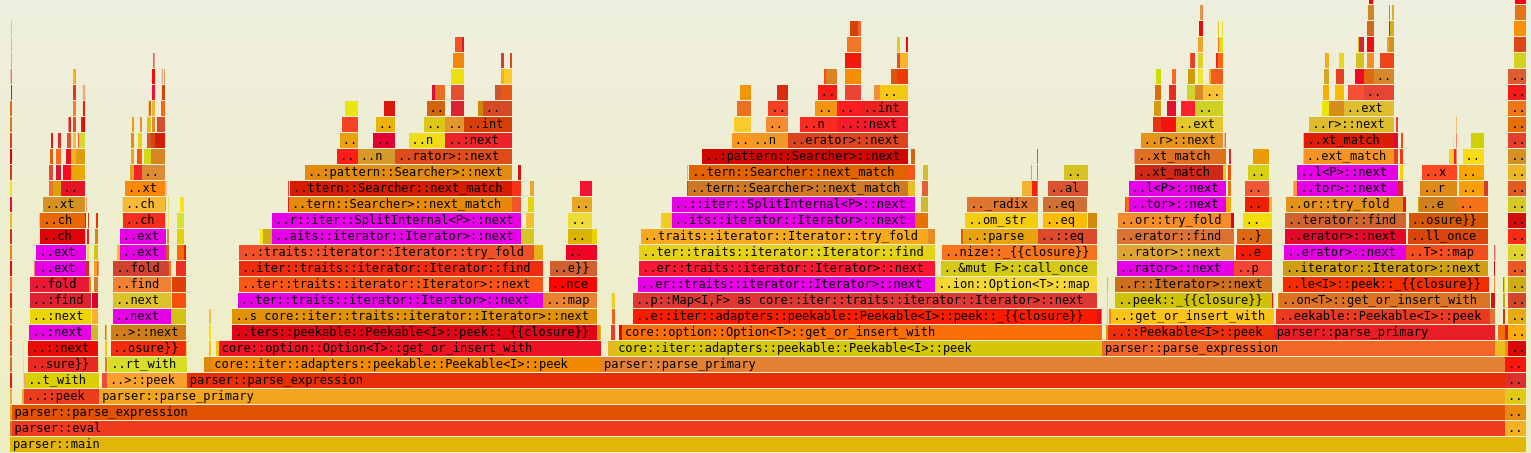 .. ..int ..
.. .. ..ext
.. .. .. ..int .. ..::next ..ext ..r>::next
.. .. ..n ..:next .. ..n ..erator>::next ..r>::next ..xt_match
.. ..n ..rator>::next ..:pattern::Searcher>::next ..xt_match .. ..ext_match ..
.. ..:pattern::Searcher>::next ..tern::Searcher>::next_match .. ..xt_match .. ..l<P>::next ..x ..
.. ..xt ..ttern::Searcher>::next_match ..tern::Searcher>::next_match ..al ..l<P>::next .. ..tor>::next ..r ..
..xt ..ch ..tern::Searcher>::next_match .. ..:iter::SplitInternal<P>::next .._radix ..eq ..tor>::next .. ..or::try_fold ..e ..
..ch ..ch ..r::iter::SplitInternal<P>::next .. ..its::iterator::Iterator>::next ..om_str ..eq ..or::try_fold .. ..terator::find ..osure}}
..ch ..ext ..aits::iterator::Iterator>::next .. ..traits::iterator::Iterator::try_fold ..:parse ..::eq ..erator::find ..} ..erator>::next ..ll_once
..ext ..ext ..:traits::iterator::Iterator::try_fold .. ..ter::traits::iterator::Iterator::find ..nize::_{{closure}} ..rator>::next ..e ..erator>::next ..T>::map
..ext ..fold ..iter::traits::iterator::Iterator::find ..e}} ..er::traits::iterator::Iterator>::next ..&mut F>::call_once ..rator>::next ..p ..iterator::Iterator>::next
..fold ..find ..ter::traits::iterator::Iterator>::next ..nce ..er::traits::iterator::Iterator>::next ..ion::Option<T>::map ..r::Iterator>::next ..le<I>::peek::_{{closure}} ..
..:find ..next ..ter::traits::iterator::Iterator>::next ..:map ..p::Map<I,F> as core::iter::traits::iterator::Iterator>::next ..peek::_{{closure}} ..on<T>::get_or_insert_with ..
..:next ..next ..s core::iter::traits::iterator::Iterator>::next ..e::iter::adapters::peekable::Peekable<I>::peek::_{{closure}} ..:get_or_insert_with ..eekable::Peekable<I>::peek ..
..:next ..>::next ..ters::peekable::Peekable<I>::peek::_{{closure}} core::option::Option<T>::get_or_insert_with ..::Peekable<I>::peek parser::parse_primary ..
..::next ..osure}} core::option::Option<T>::get_or_insert_with core::iter::adapters::peekable::Peekable<I>::peek parser::parse_expression ..
..sure}} ..rt_with core::iter::adapters::peekable::Peekable<I>::peek parser::parse_primary ..
..t_with ..>::peek parser::parse_expression ..
..::peek parser::parse_primary ..
parser::parse_expression ..
parser::eval ..
parser::main